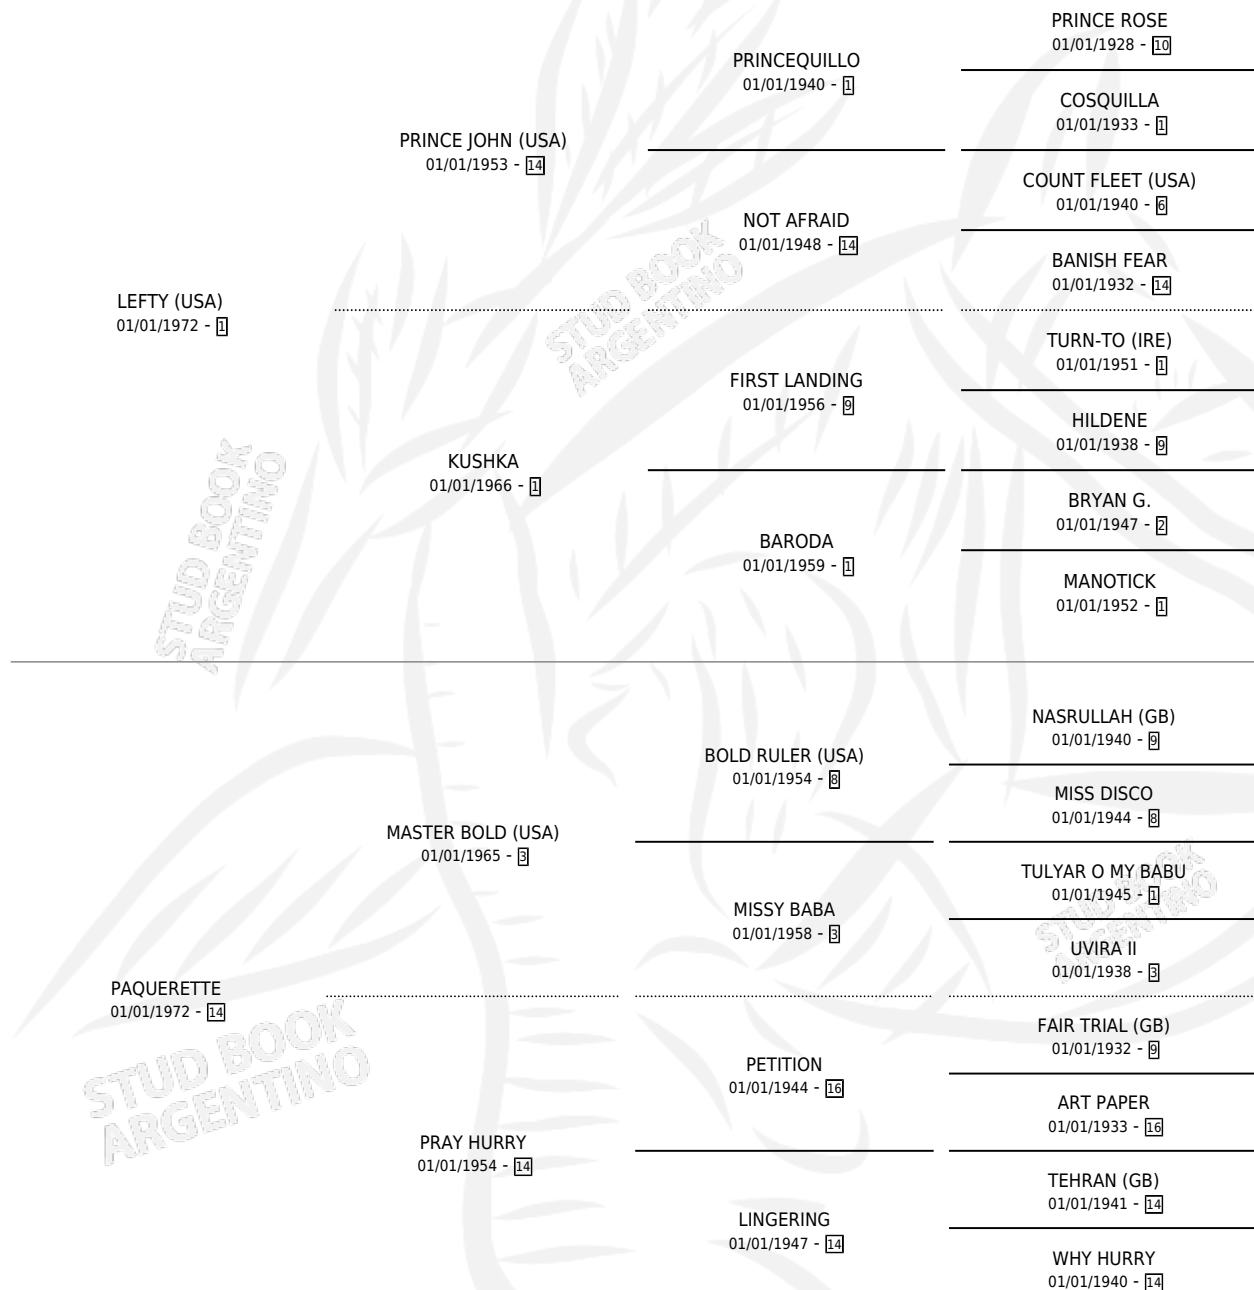 PRINCE ROSE
01/01/1928 - 10
PRINCEQUILLO
01/01/1940 - 1
COSQUILLA
01/01/1933 - 1
PRINCE JOHN (USA)
01/01/1953 - 14
COUNT FLEET (USA)
01/01/1940 - 6
NOT AFRAID
01/01/1948 - 14
BANISH FEAR
01/01/1932 - 14
LEFTY (USA)
01/01/1972 - 1
TURN-TO (IRE)
01/01/1951 - 1
FIRST LANDING
01/01/1956 - 9
HILDENE
01/01/1938 - 9
KUSHKA
01/01/1966 - 1
BRYAN G.
01/01/1947 - 2
BARODA
01/01/1959 - 1
MANOTICK
01/01/1952 - 1
STUD BOOK
ARGENTINO
STUD BOOK
ARGENTINO
NASRULLAH (GB)
01/01/1940 - 9
BOLD RULER (USA)
01/01/1954 - 8
MISS DISCO
01/01/1944 - 8
MASTER BOLD (USA)
01/01/1965 - 3
TULYAR O MY BABU
01/01/1945 - 1
MISSY BABA
01/01/1958 - 3
UVIRA II
01/01/1938 - 3
STUD BOOK
ARGENTINO
PAQUERETTE
01/01/1972 - 14
FAIR TRIAL (GB)
01/01/1932 - 9
PETITION
01/01/1944 - 16
ART PAPER
01/01/1933 - 16
PRAY HURRY
01/01/1954 - 14
TEHRAN (GB)
01/01/1941 - 14
LINGERING
01/01/1947 - 14
WHY HURRY
01/01/1940 - 14
STUD BOOK
ARGENTINO